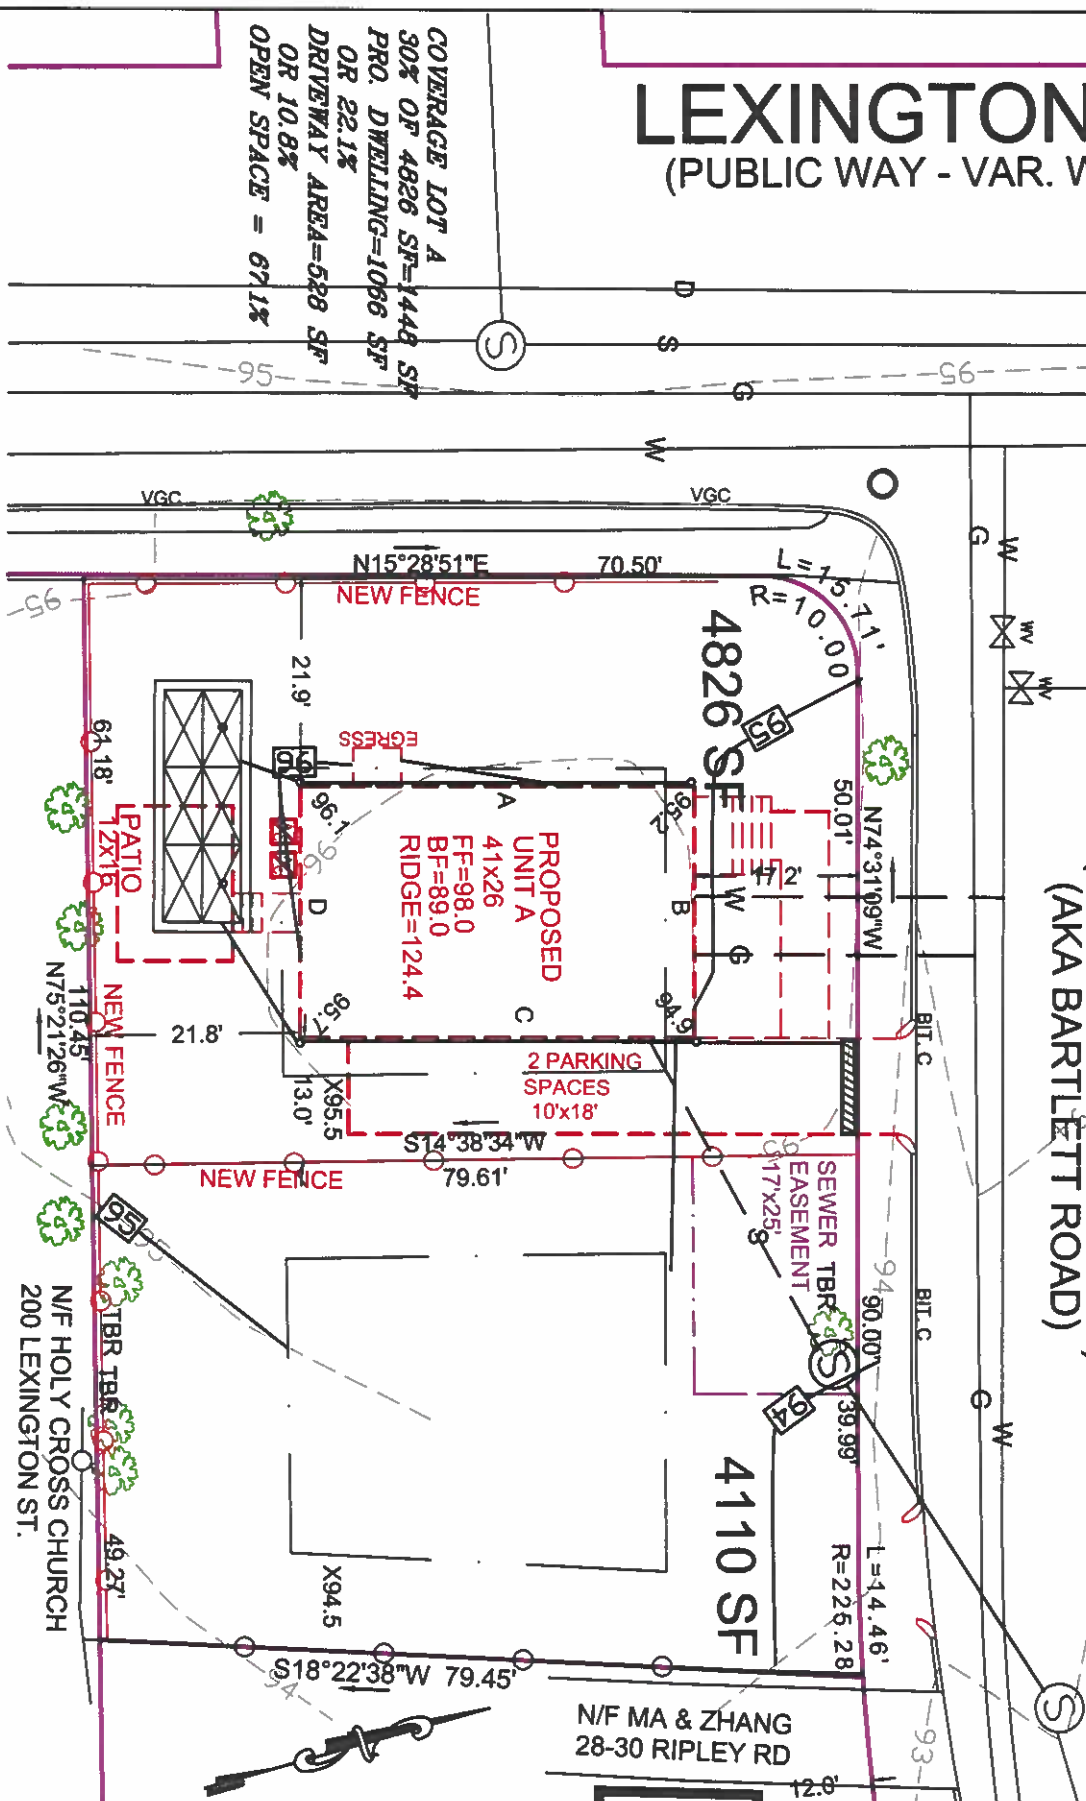 LEXINGTON
(PUBLIC WAY - VAR. W
COVERAGE LOT A
30% OF 4826 SF=1448 SF
PRO. DWELLING=1066 SF
OR 22.1%
DRIVEWAY AREA=528 SF
OR 10.8%
OPEN SPACE = 67.1%
D
S
S
95
95
G
W
VGC
VGC
G
W
N15°28'51"E
70.50'
NEW FENCE
L=15.71'
R=10.00
95
WV
WV
4826 SF
21.9'
EGRESS
95
96
61.18'
96.1
A
95.2
50.01'
N74°31'09"W
PATIO
12x16
96
PROPOSED
UNIT A
41x26
FF=98.0
BF=89.0
RIDGE=124.4
17.2'
D
B
W
G
(AKA BARTLETT ROAD)
NEW FENCE
110.45'
N75°21'26"W
21.8'
95.7
C
94.9
BIT. C
13.0'
X95.5
2 PARKING
SPACES
10'x18'
S14°38'34"W
79.61'
NEW FENCE
95
SEWER
EASEMENT
17'x25'
95
95
S
TBR
94
BIT. C
90.00'
S
TBR
TBR
N/F HOLY CROSS CHURCH
200 LEXINGTON ST.
94
39.99'
G
W
4110 SF
49.27'
X94.5
L=14.46'
R=225.28
S18°22'38"W
79.45'
94
N/F MA & ZHANG
28-30 RIPLEY RD
S
93
12.0'